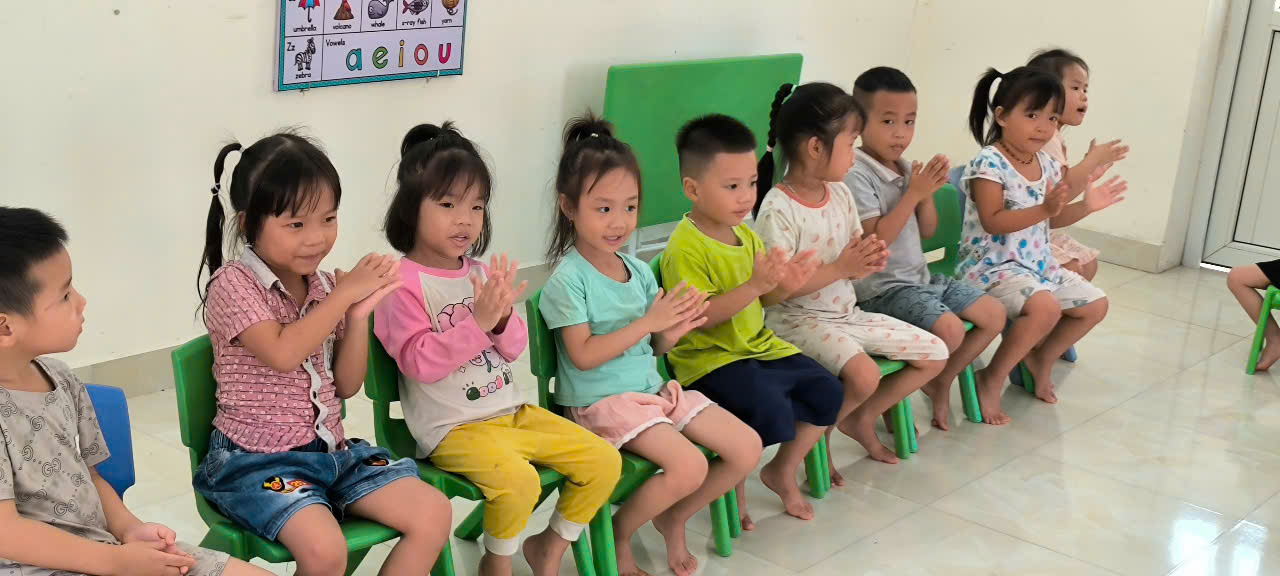 umbrella volcano whale x-ray fish yarn
Zz Vowels
zebra a e i o u